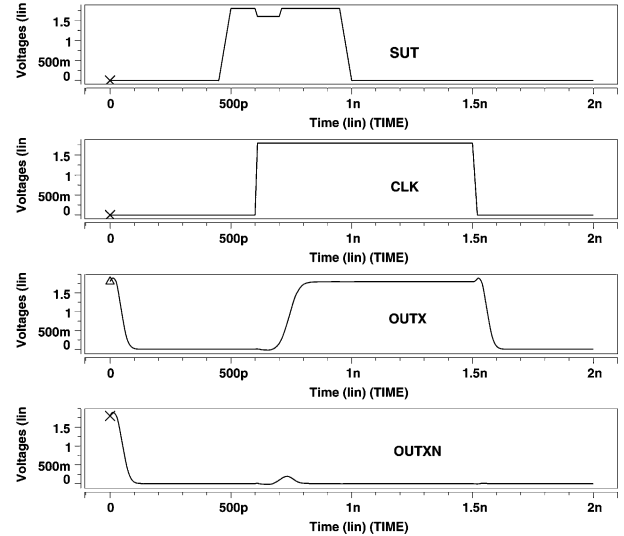 Voltages (lin
1.5
1
500m
0
SUT
0 500p 1n 1.5n 2n
Time (lin) (TIME)
Voltages (lin
1.5
1
500m
0
CLK
0 500p 1n 1.5n 2n
Time (lin) (TIME)
Voltages (lin
1.5
1
500m
0
OUTX
0 500p 1n 1.5n 2n
Time (lin) (TIME)
Voltages (lin
1.5
1
500m
0
OUTXN
0 500p 1n 1.5n 2n
Time (lin) (TIME)